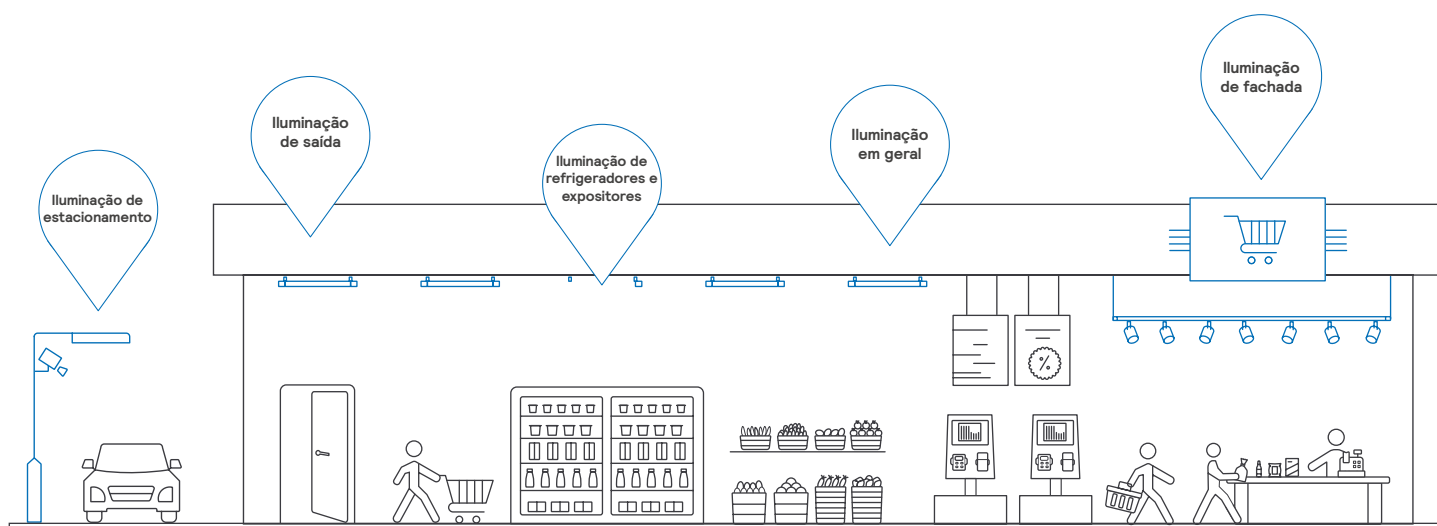 Iluminação de
estacionamento
Iluminação
de saída
Iluminação de
refrigeradores e
expositores
Iluminação
em geral
Iluminação
de fachada
%